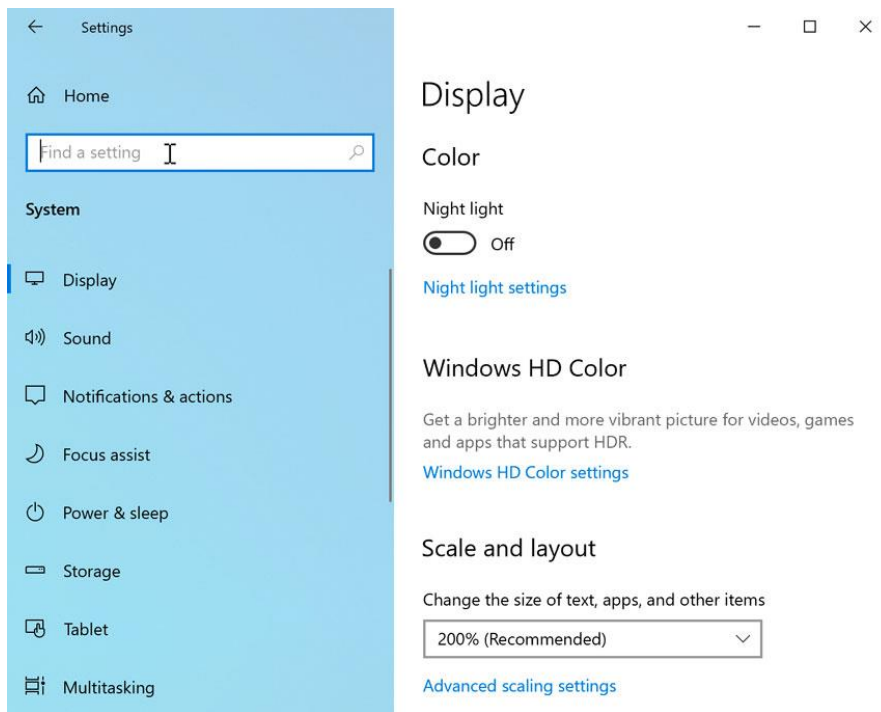 Settings
Home
Find a setting
System
Display
Sound
Notifications & actions
Focus assist
Power & sleep
Storage
Tablet
Multitasking
Display
Color
Night light
Off
Night light settings
Windows HD Color
Get a brighter and more vibrant picture for videos, games
and apps that support HDR.
Windows HD Color settings
Scale and layout
Change the size of text, apps, and other items
200% (Recommended)
Advanced scaling settings